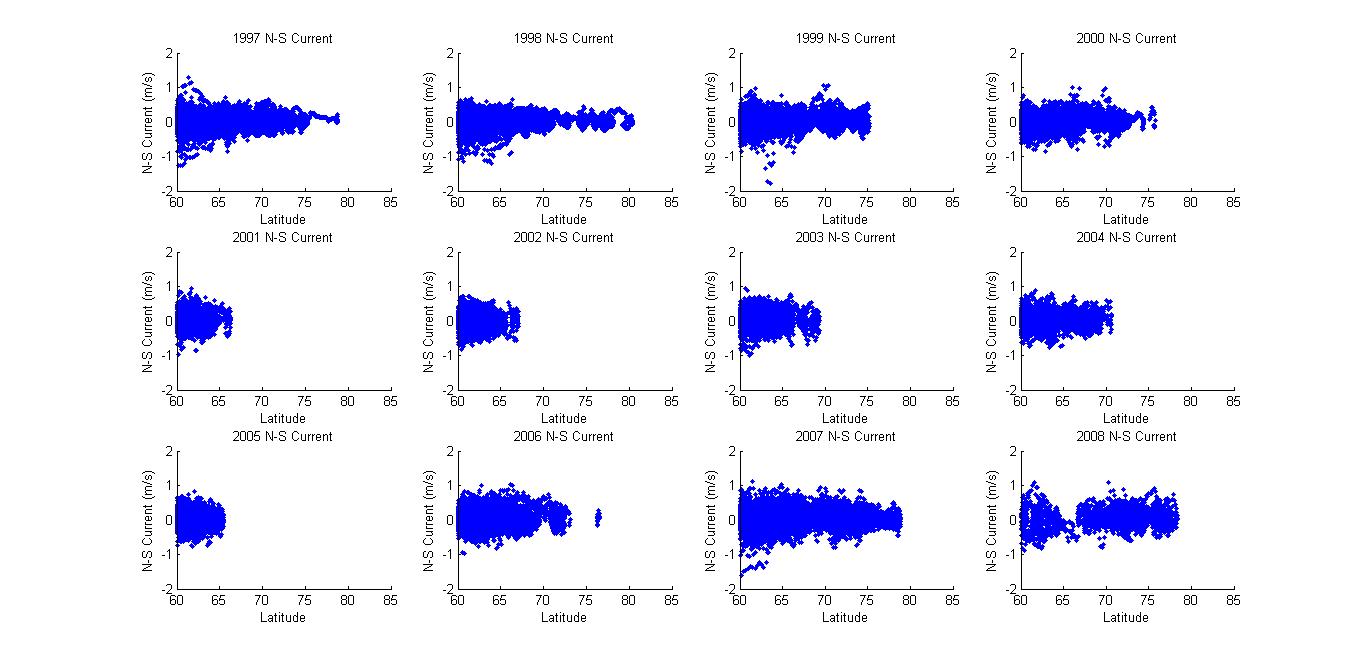 1997 N-S Current
1998 N-S Current
1999 N-S Current
2000 N-S Current
2
1
0
-1
-2
N-S Current (m/s)
60 65 70 75 80 85
Latitude
2
1
0
-1
-2
N-S Current (m/s)
60 65 70 75 80 85
Latitude
2
1
0
-1
-2
N-S Current (m/s)
60 65 70 75 80 85
Latitude
2
1
0
-1
-2
N-S Current (m/s)
60 65 70 75 80 85
Latitude
2001 N-S Current
2002 N-S Current
2003 N-S Current
2004 N-S Current
2
1
0
-1
-2
N-S Current (m/s)
60 65 70 75 80 85
Latitude
2
1
0
-1
-2
N-S Current (m/s)
60 65 70 75 80 85
Latitude
2
1
0
-1
-2
N-S Current (m/s)
60 65 70 75 80 85
Latitude
2
1
0
-1
-2
N-S Current (m/s)
60 65 70 75 80 85
Latitude
2005 N-S Current
2006 N-S Current
2007 N-S Current
2008 N-S Current
2
1
0
-1
-2
N-S Current (m/s)
60 65 70 75 80 85
Latitude
2
1
0
-1
-2
N-S Current (m/s)
60 65 70 75 80 85
Latitude
2
1
0
-1
-2
N-S Current (m/s)
60 65 70 75 80 85
Latitude
2
1
0
-1
-2
N-S Current (m/s)
60 65 70 75 80 85
Latitude